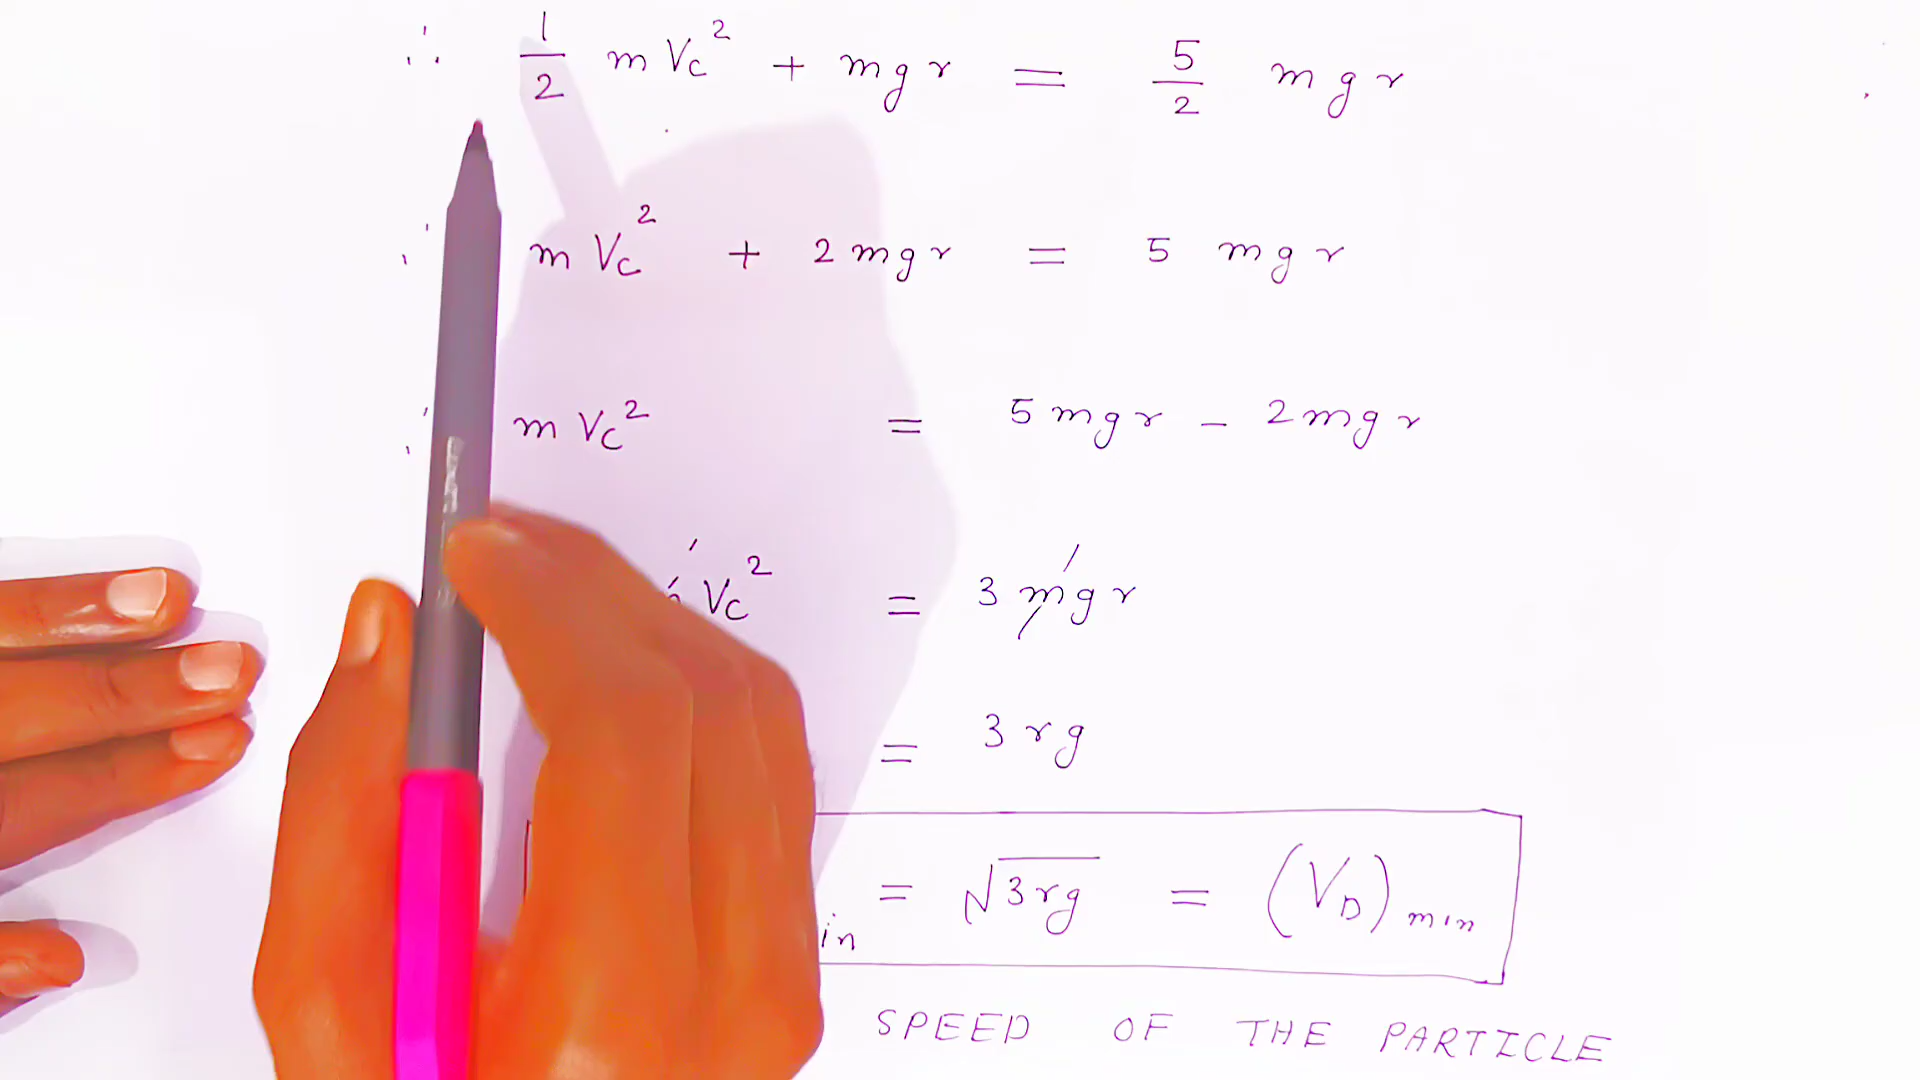 ∴ 1/2 m Vc² + mgr = 5/2 mgr
m Vc² + 2mgr = 5 mgr
m Vc² = 5mgr - 2mgr
Vc² = 3 mgr
= 3rg
in = √3rg = (VD) min
SPEED OF THE PARTICLE